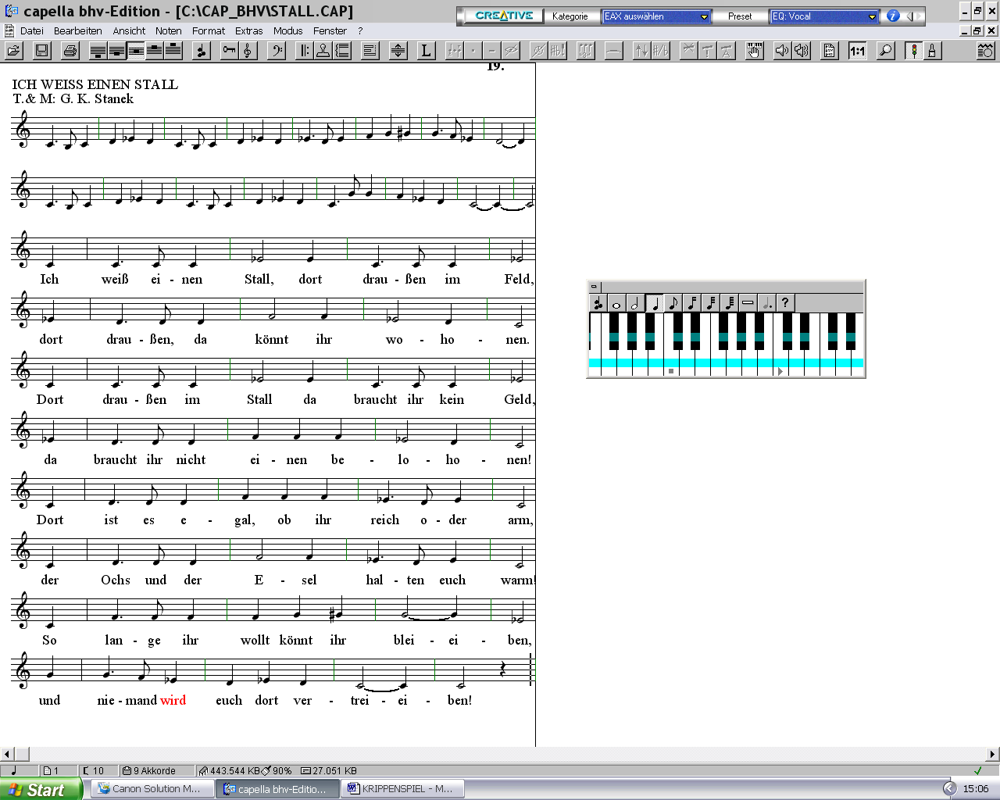 capella bhv-Edition - [C:\CAP_BHV\STALL.CAP]
CREATIVE Kategorie EAX auswählen Preset EQ: Vocal
Datei Bearbeiten Ansicht Noten Format Extras Modus Fenster ?
L 1:1
19.
ICH WEISS EINEN STALL
T.& M: G. K. Stanek
Ich weiß ei - nen Stall, dort drau - ßen im Feld,
dort drau - ßen, da könnt ihr wo - ho - nen.
Dort drau - ßen im Stall da braucht ihr kein Geld,
da braucht ihr nicht ei - nen be - lo - ho - nen!
Dort ist es e - gal, ob ihr reich o - der arm,
der Ochs und der E - sel hal - ten euch warm!
So lan - ge ihr wollt könnt ihr blei - ei - ben,
und nie - mand wird euch dort ver - trei - ei - ben!
?
1 10 9 Akkorde 443.544 KB 90% 27.051 KB
Start Canon Solution M... capella bhv-Editio... KRIPPENSPIEL - M... 15:06